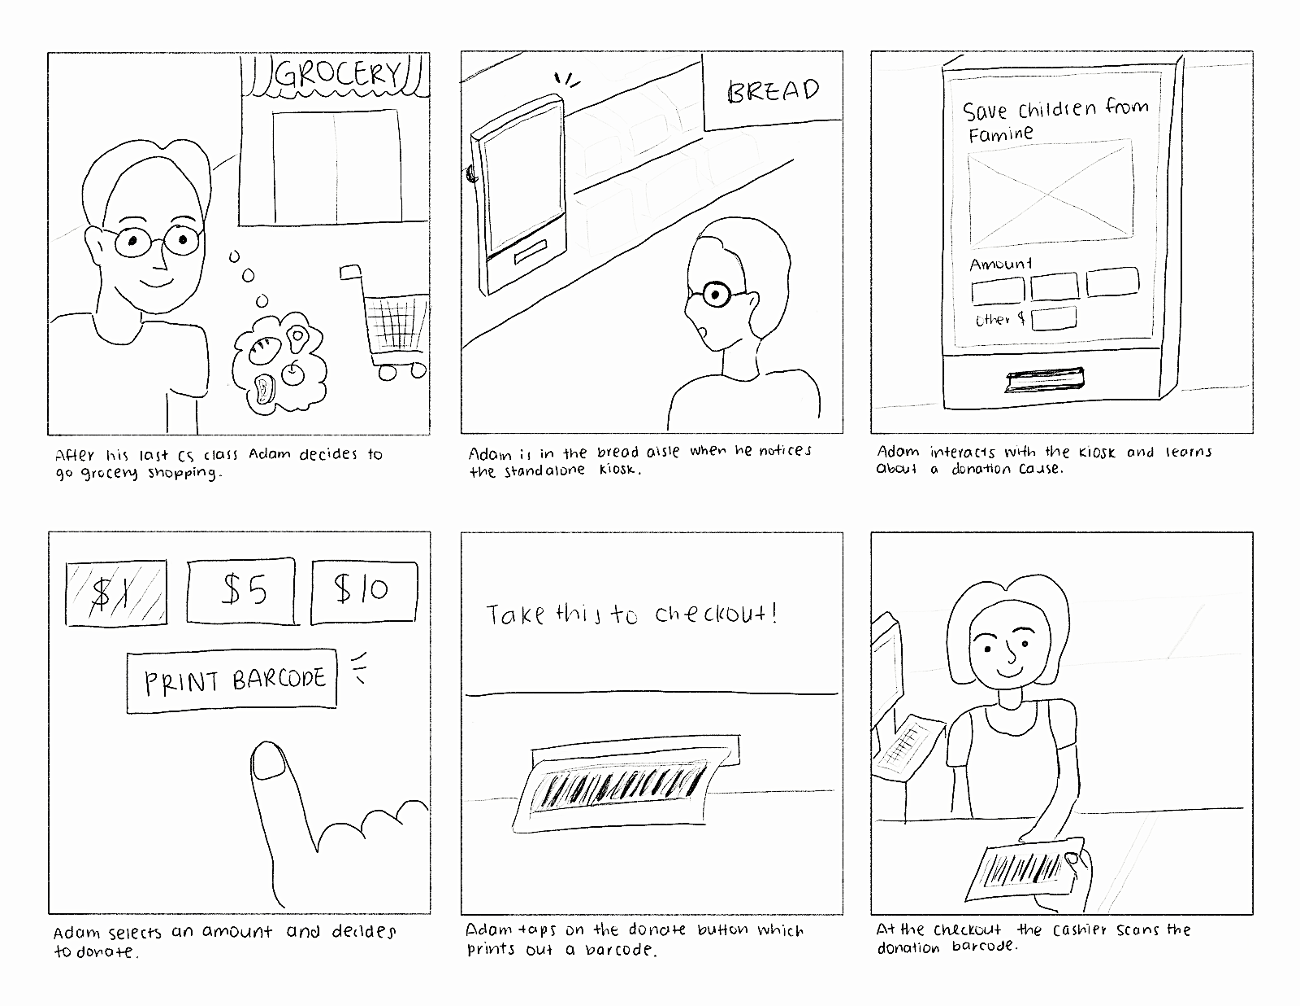 GROCERY
After his last CS class Adam decides to
go grocery shopping.
BREAD
Adam is in the bread aisle when he notices
the standalone kiosk.
Save children from
Famine
Amount
Other $
Adam interacts with the kiosk and learns
about a donation cause.
$1 $5 $10
PRINT BARCODE
Adam selects an amount and decides
to donate.
Take this to checkout!
Adam taps on the donate button which
prints out a barcode.
At the checkout the cashier scans the
donation barcode.